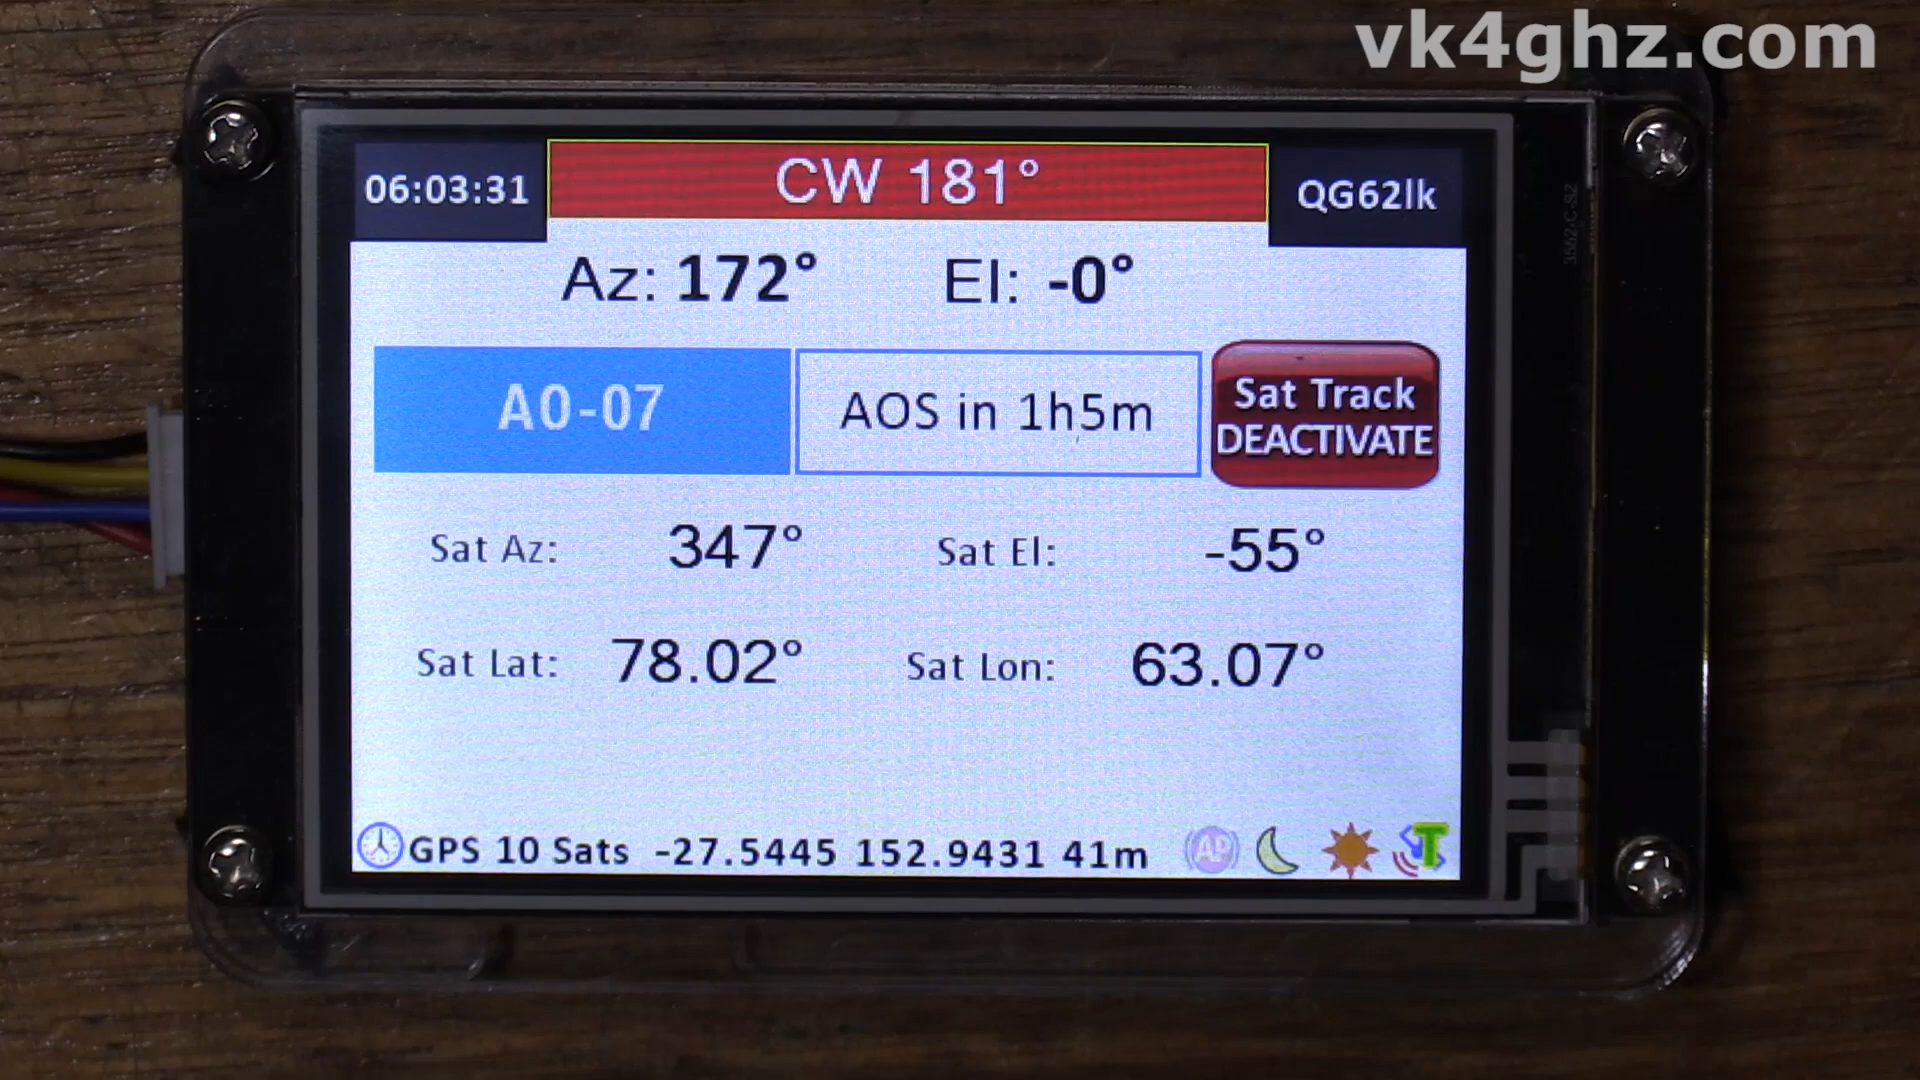 vk4ghz.com
06:03:31
CW 181°
QG62lk
Az: 172° El: -0°
AO-07
AOS in 1h5m
Sat Track
DEACTIVATE
Sat Az: 347° Sat El: -55°
Sat Lat: 78.02° Sat Lon: 63.07°
GPS 10 Sats -27.5445 152.9431 41m
AP
T